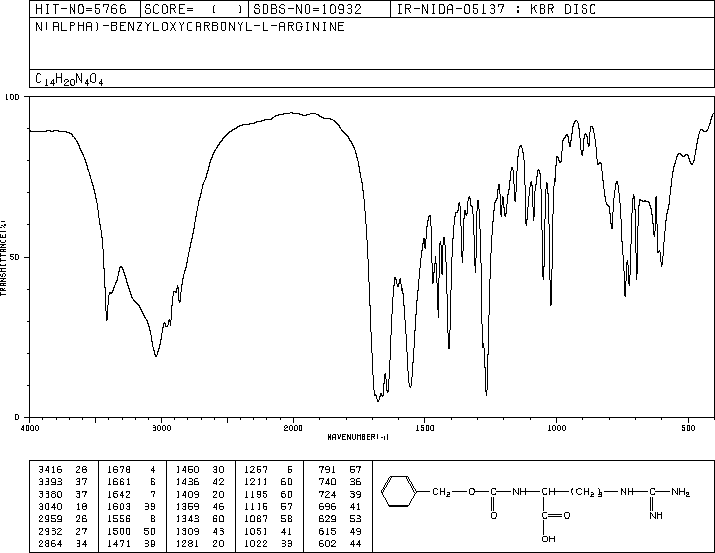 HIT-NO=5766 SCORE= ( ) SDBS-NO=10932 IR-NIDA-05137 : KBR DISC
N(ALPHA)-BENZYLOXYCARBONYL-L-ARGININE
C14H20N4O4
100
50
0
TRANSMITTANCE(%)
4000 3000 2000 1500 1000 500
WAVENUMBER(-1)
3416 28 1678 4 1450 30 1267 6 791 57
3393 37 1661 6 1436 42 1211 60 740 36
3380 37 1642 7 1409 20 1195 60 724 39
3040 18 1603 39 1359 46 1116 57 696 41
2959 26 1556 8 1343 60 1087 58 629 53
2932 27 1500 50 1309 43 1051 41 615 49
2864 34 1471 39 1281 20 1022 33 602 44
CH2 O C NH CH (CH2)3 NH C NH2
O C O NH
OH